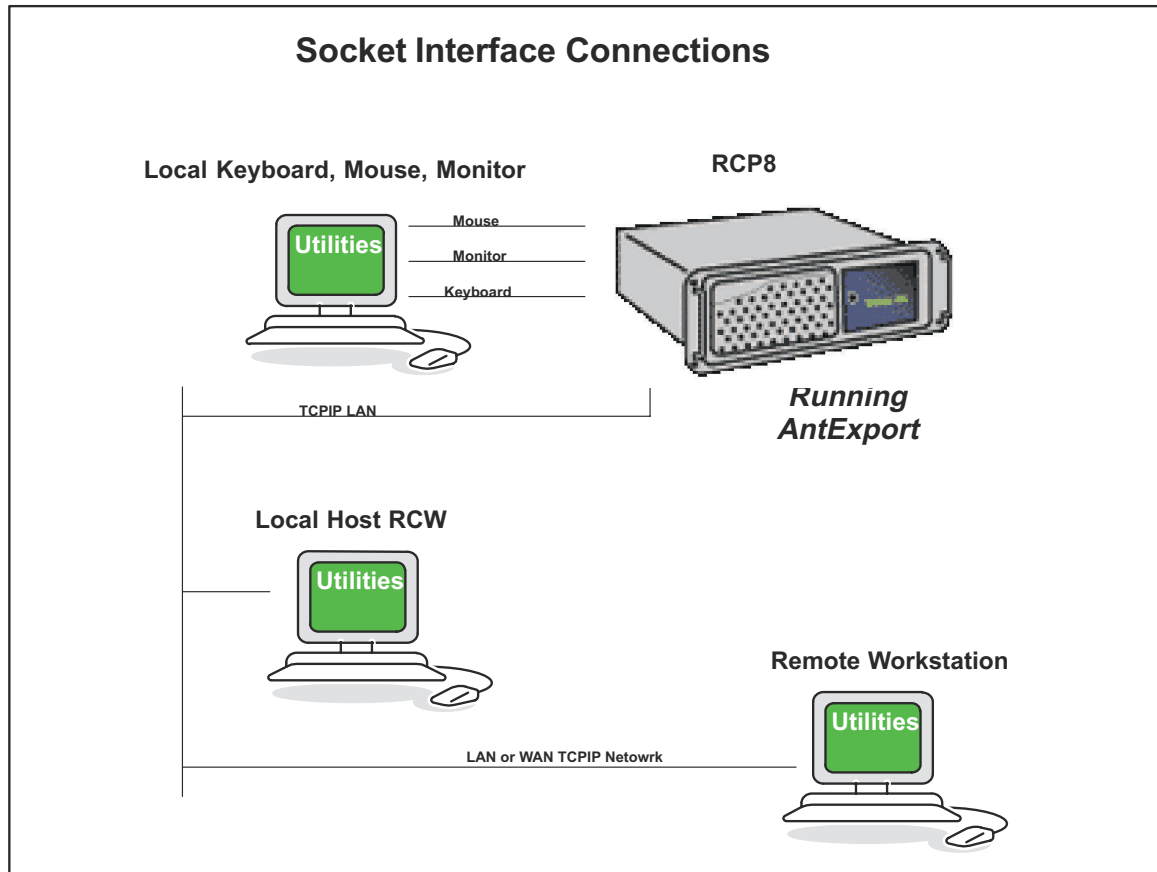 Socket Interface Connections
Local Keyboard, Mouse, Monitor
RCP8
Utilities
Mouse
Monitor
Keyboard
Running
AntExport
TCPIP LAN
Local Host RCW
Utilities
Remote Workstation
Utilities
LAN or WAN TCPIP Netowrk